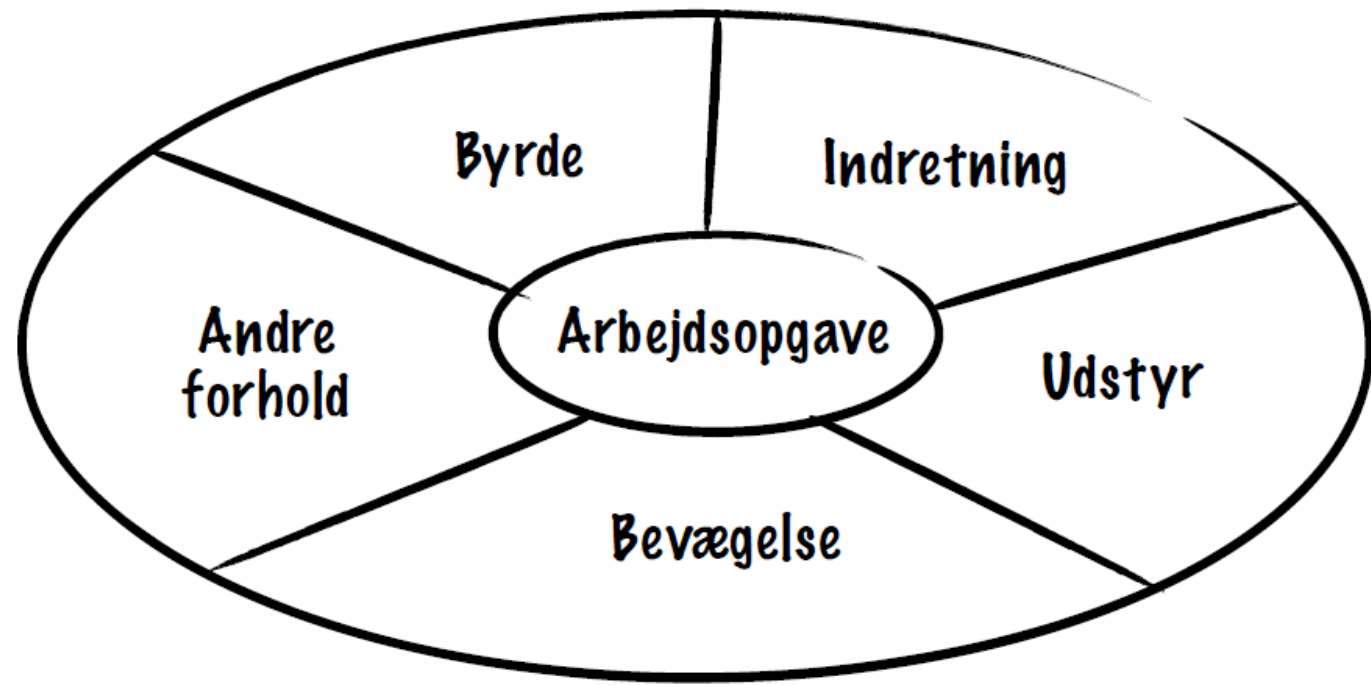 Byrde
Indretning
Andre
forhold
Arbejdsopgave
Udstyr
Bevægelse